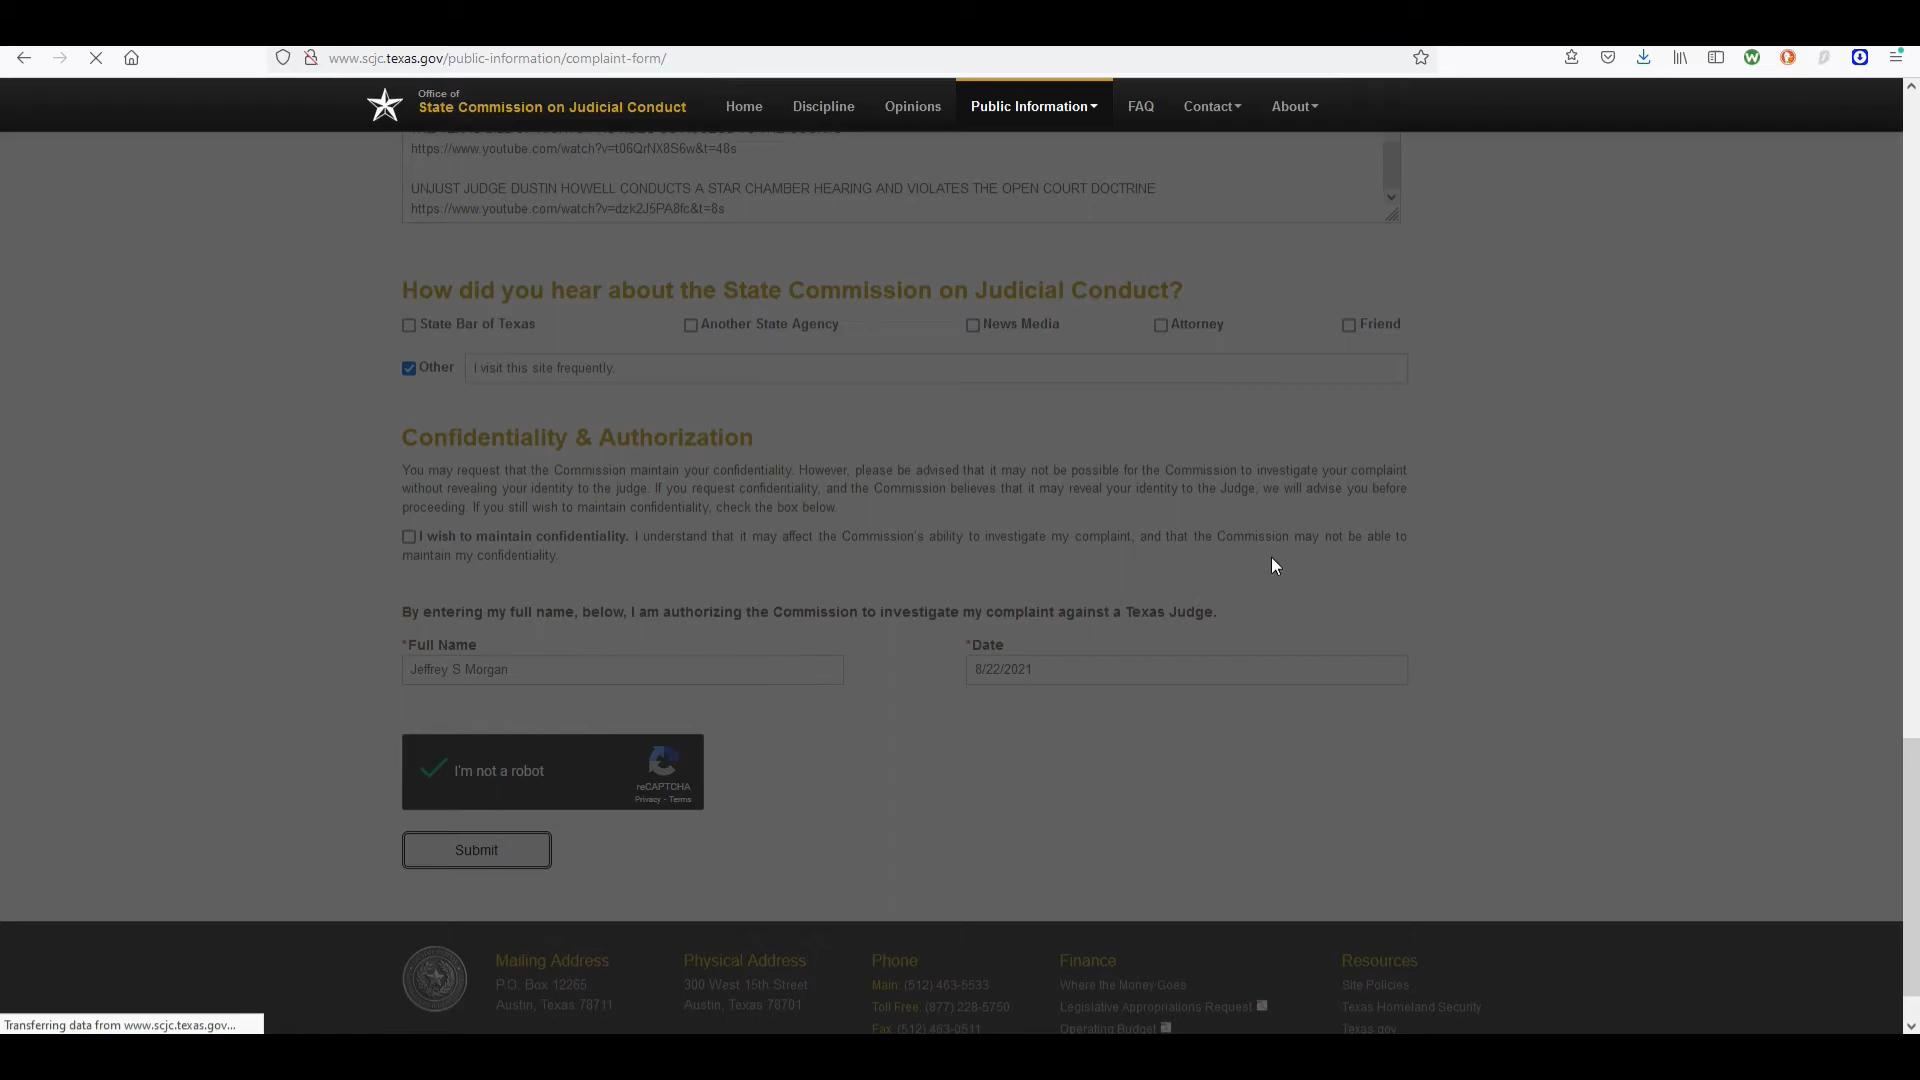 www.scjc.texas.gov/public-information/complaint-form/
Office of
State Commission on Judicial Conduct
Home
Discipline
Opinions
Public Information
FAQ
Contact
About
https://www.youtube.com/watch?v=t06QrNX8S6w&t=48s
UNJUST JUDGE DUSTIN HOWELL CONDUCTS A STAR CHAMBER HEARING AND VIOLATES THE OPEN COURT DOCTRINE
https://www.youtube.com/watch?v=dzk2J5PA8fc&t=8s
How did you hear about the State Commission on Judicial Conduct?
State Bar of Texas
Another State Agency
News Media
Attorney
Friend
Other
I visit this site frequently.
Confidentiality & Authorization
You may request that the Commission maintain your confidentiality. However, please be advised that it may not be possible for the Commission to investigate your complaint
without revealing your identity to the judge. If you request confidentiality, and the Commission believes that it may reveal your identity to the Judge, we will advise you before
proceeding. If you still wish to maintain confidentiality, check the box below.
I wish to maintain confidentiality. I understand that it may affect the Commission's ability to investigate my complaint, and that the Commission may not be able to
maintain my confidentiality.
By entering my full name, below, I am authorizing the Commission to investigate my complaint against a Texas Judge.
*Full Name
*Date
Jeffrey S Morgan
8/22/2021
I'm not a robot
reCAPTCHA
Privacy - Terms
Submit
Mailing Address
P.O. Box 12265
Austin, Texas 78711
Physical Address
300 West 15th Street
Austin, Texas 78701
Phone
Main: (512) 463-5533
Toll Free: (877) 228-5750
Fax: (512) 463-0511
Finance
Where the Money Goes
Legislative Appropriations Request
Operating Budget
Resources
Site Policies
Texas Homeland Security
Texas.gov
Transferring data from www.scjc.texas.gov...